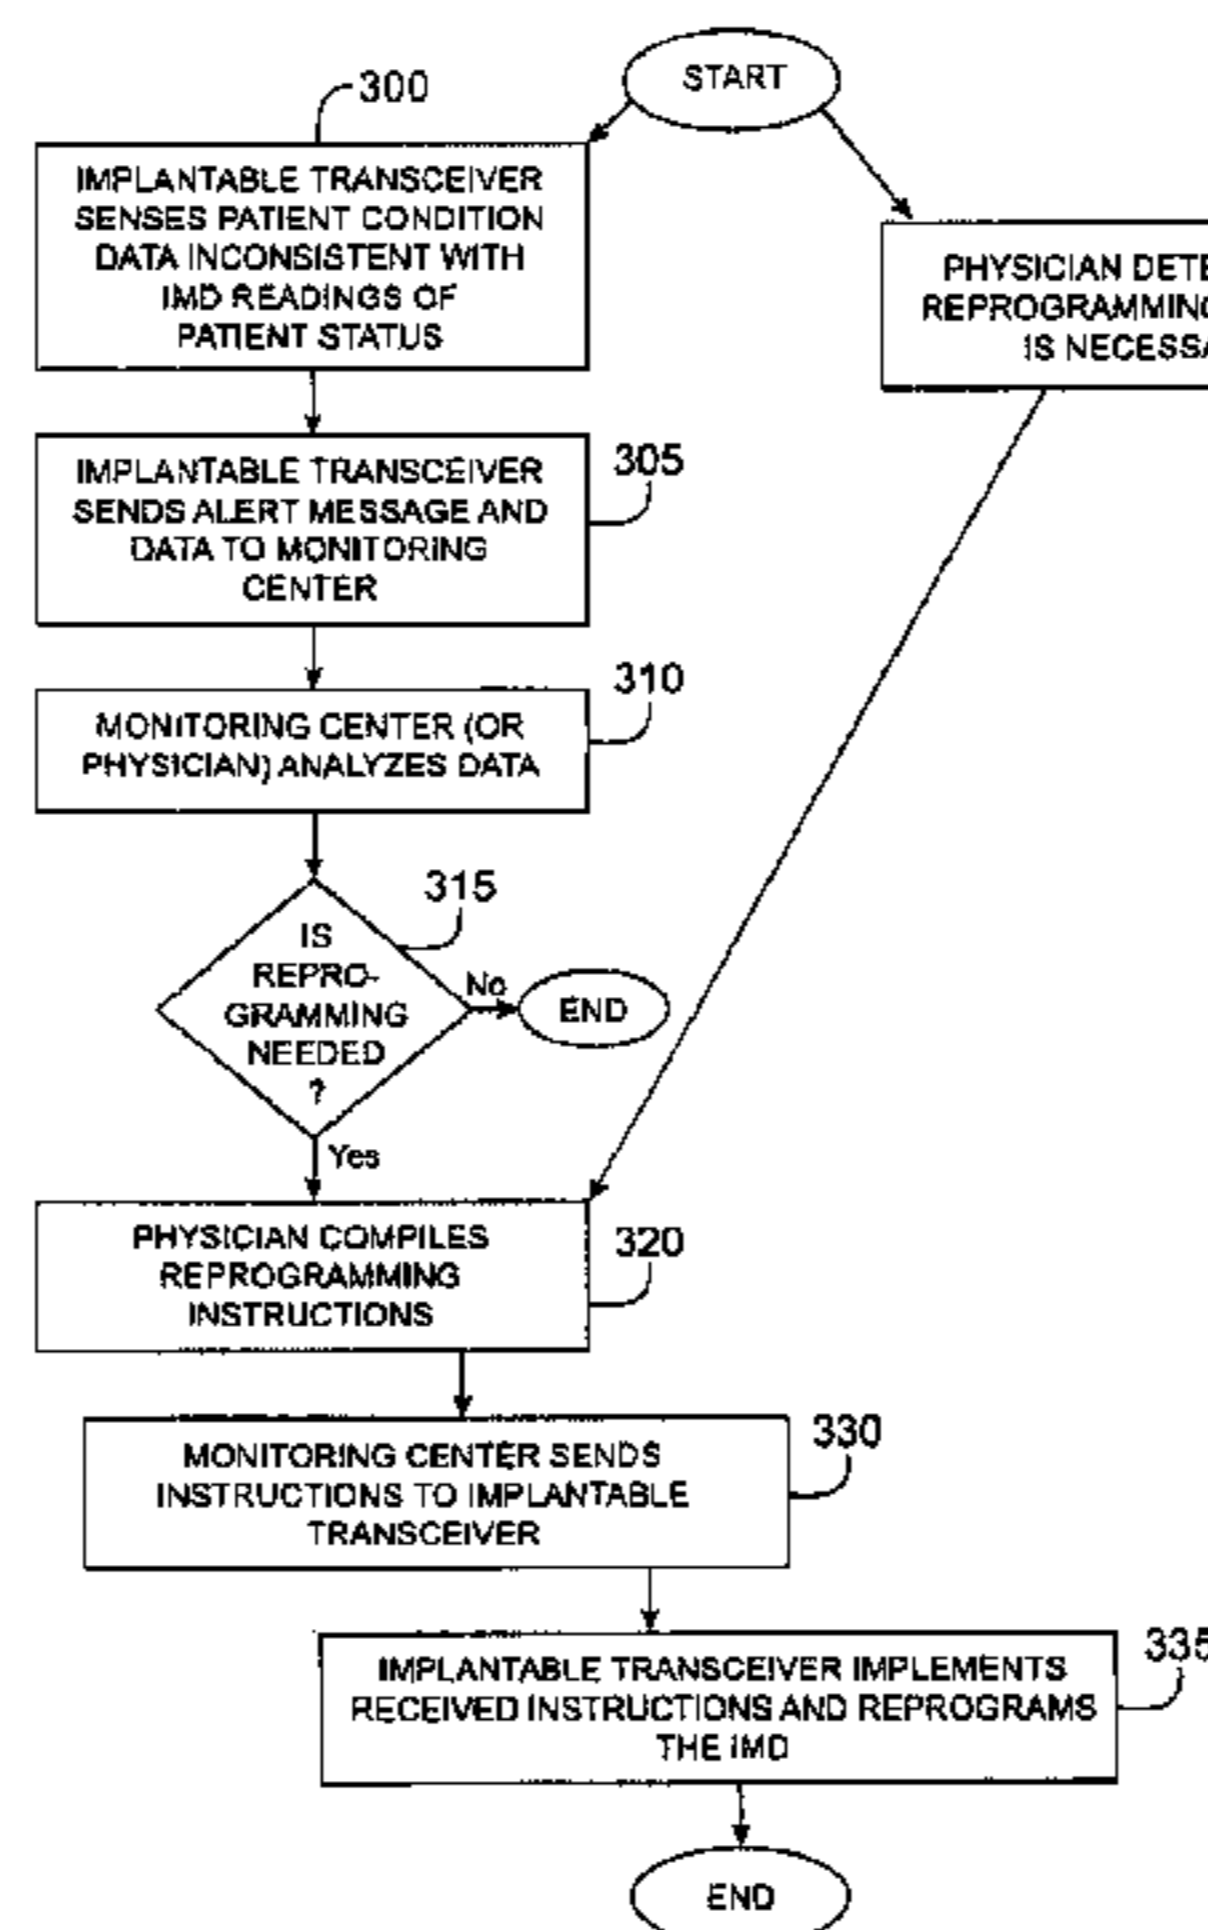 START
300
IMPLANTABLE TRANSCEIVER
SENSES PATIENT CONDITION
DATA INCONSISTENT WITH
IMD READINGS OF
PATIENT STATUS
PHYSICIAN
REPROGRAMMING
IS
IMPLANTABLE TRANSCEIVER
SENDS ALERT MESSAGE AND
DATA TO MONITORING
CENTER
305
MONITORING CENTER (OR
PHYSICIAN) ANALYZES DATA
310
315
IS
REPRO-
GRAMMING
NEEDED
?
No
END
Yes
PHYSICIAN COMPILES
REPROGRAMMING
INSTRUCTIONS
320
MONITORING CENTER SENDS
INSTRUCTIONS TO IMPLANTABLE
TRANSCEIVER
330
IMPLANTABLE TRANSCEIVER IMPLEMENTS
RECEIVED INSTRUCTIONS AND REPROGRAMS
THE IMD
335
END